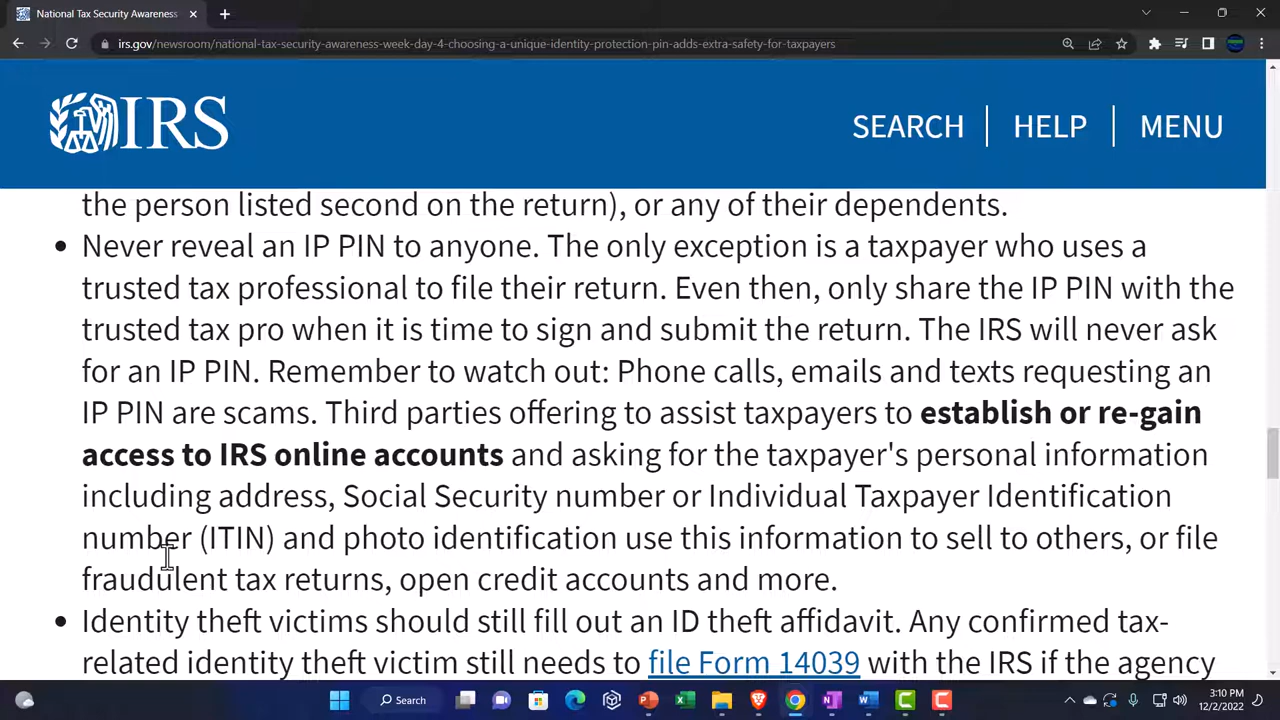 National Tax Security Awareness
irs.gov/newsroom/national-tax-security-awareness-week-day-4-choosing-a-unique-identity-protection-pin-adds-extra-safety-for-taxpayers
IRS
SEARCH
HELP
MENU
the person listed second on the return), or any of their dependents.
Never reveal an IP PIN to anyone. The only exception is a taxpayer who uses a
trusted tax professional to file their return. Even then, only share the IP PIN with the
trusted tax pro when it is time to sign and submit the return. The IRS will never ask
for an IP PIN. Remember to watch out: Phone calls, emails and texts requesting an
IP PIN are scams. Third parties offering to assist taxpayers to establish or re-gain
access to IRS online accounts and asking for the taxpayer's personal information
including address, Social Security number or Individual Taxpayer Identification
number (ITIN) and photo identification use this information to sell to others, or file
fraudulent tax returns, open credit accounts and more.
Identity theft victims should still fill out an ID theft affidavit. Any confirmed tax-
related identity theft victim still needs to file Form 14039 with the IRS if the agency
Search
3:10 PM
12/2/2022